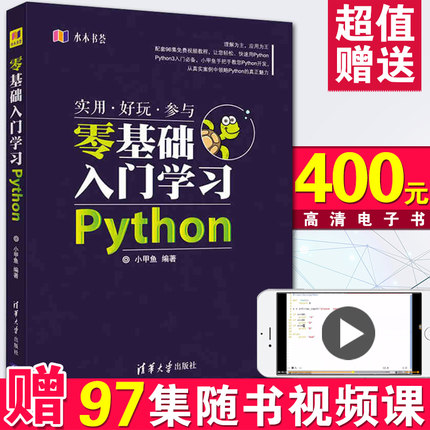 零基础入门学习Python
水木书荟
理解为主，应用为王
配套96集免费视频教程，让您轻松、快速用Python
Python3入门必备，小甲鱼手把手教您Python开发，
从真实案例中领略Python的真正魅力
实用·好玩·参与
零基础
入门学习
Python
小甲鱼 编著
清华大学出版社
超值
赠送
400元
高清电子书
赠97集随书视频课